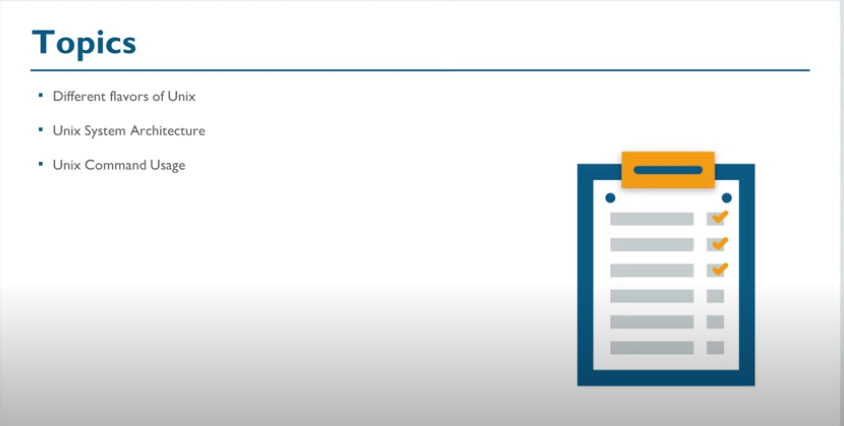 Topics
Different flavors of Unix
Unix System Architecture
Unix Command Usage